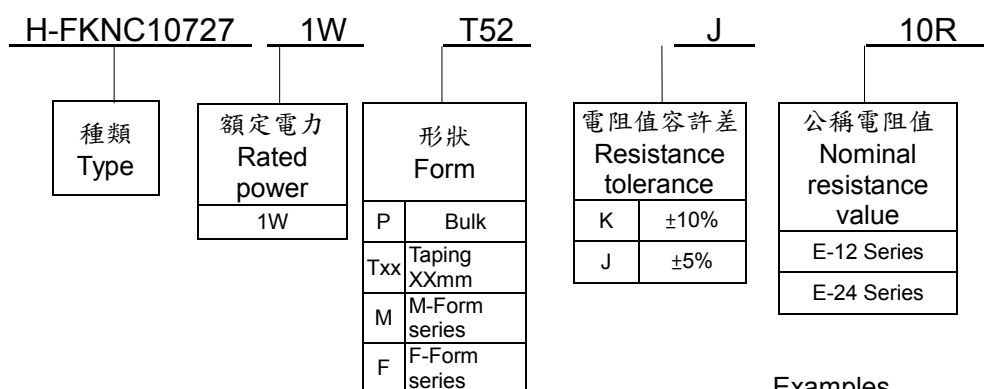 H-FKNC10727 1W T52 J 10R
種類
Type
額定電力
Rated
power
1W
形狀
Form
P Bulk
Txx Taping
XXmm
M M-Form
series
F F-Form
series
電阻值容許差
Resistance
tolerance
K ±10%
J ±5%
公稱電阻值
Nominal
resistance
value
E-12 Series
E-24 Series
Examples